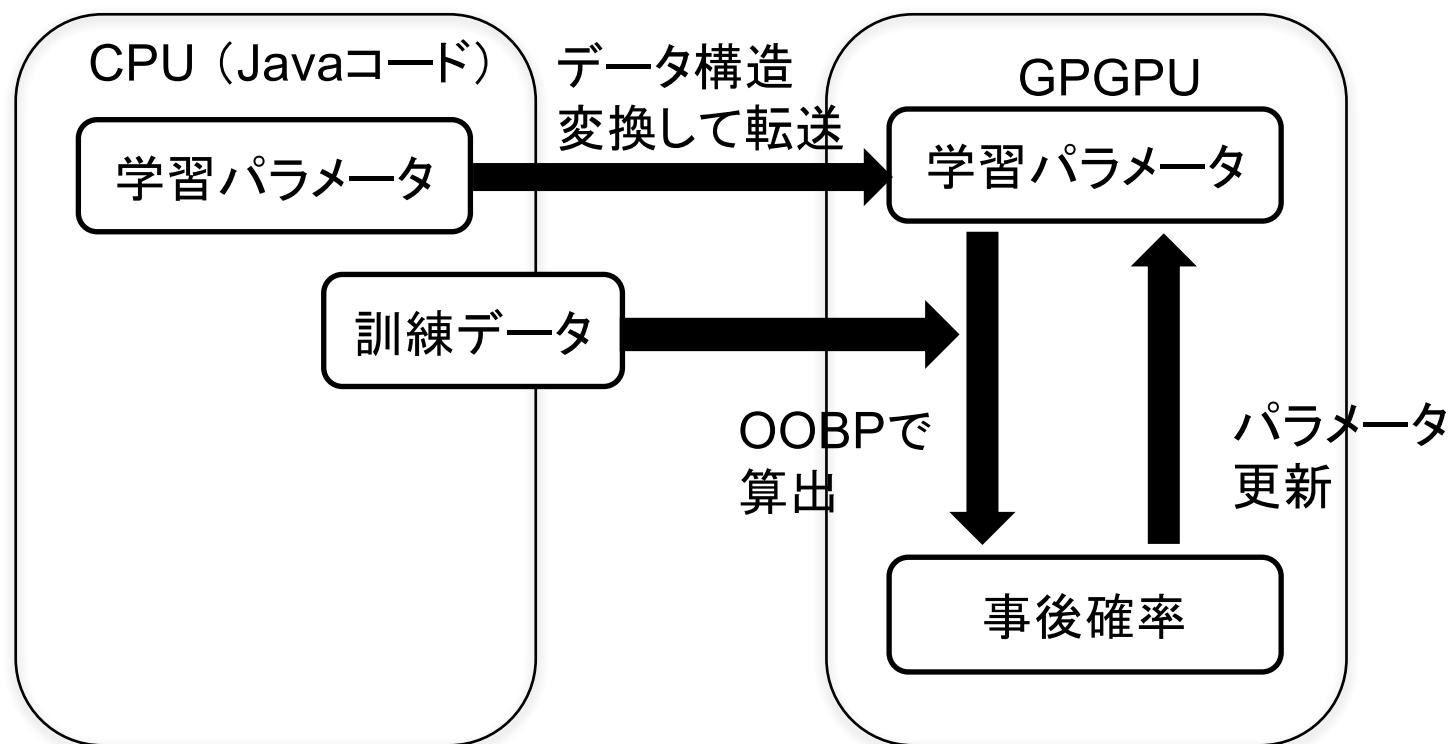 CPU（Javaコード）
データ構造
変換して転送
GPGPU
学習パラメータ
学習パラメータ
訓練データ
OOBPで
算出
パラメータ
更新
事後確率